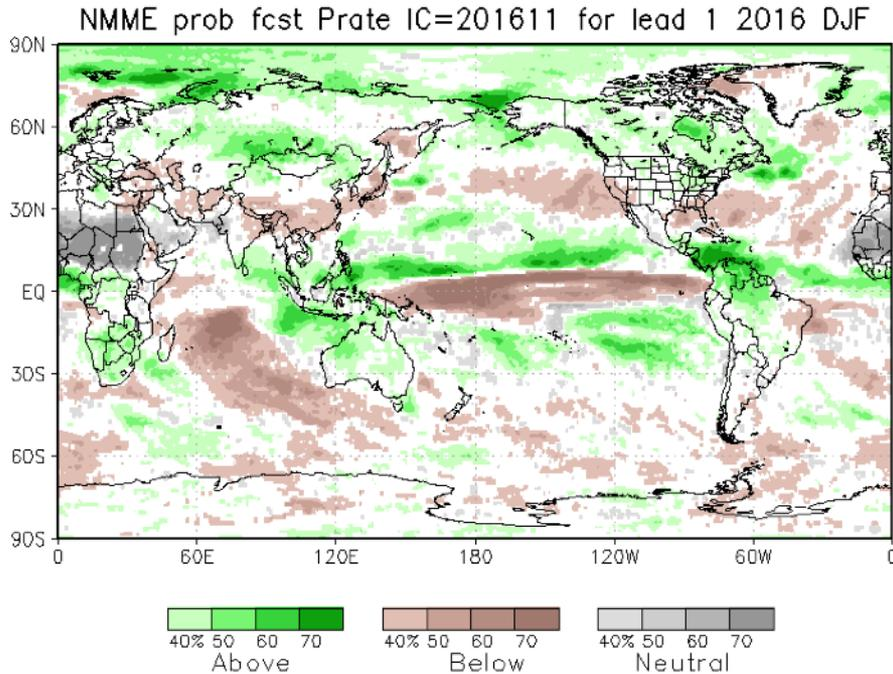 NMME prob fcst Prate IC=201611 for lead 1 2016 DJF
90N
60N
30N
EQ
30S
60S
90S
0 60E 120E 180 120W 60W 0
40% 50 60 70 40% 50 60 70 40% 50 60 70
Above Below Neutral